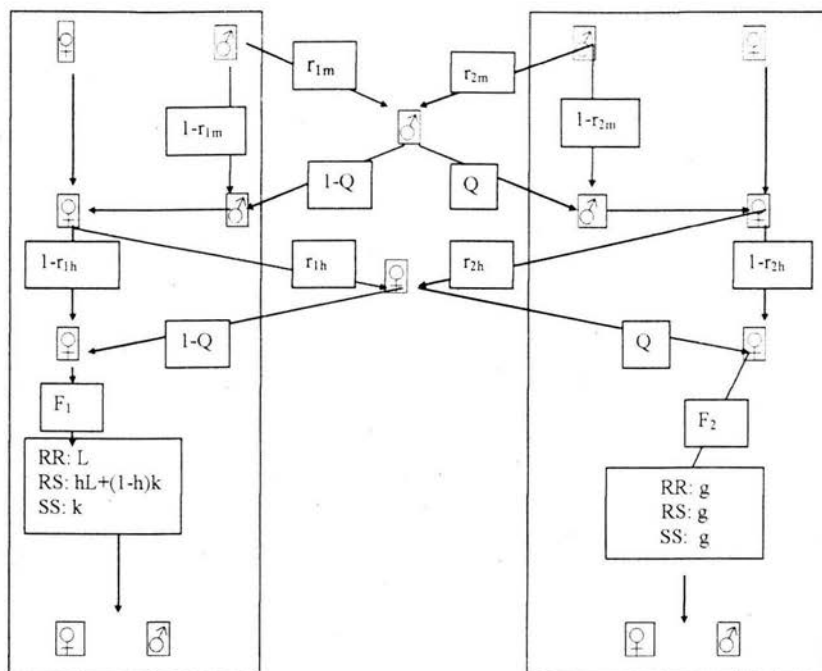 r₁ₘ
r₂ₘ
1-r₁ₘ
1-r₂ₘ
1-Q
Q
1-r₁ₕ
r₁ₕ
r₂ₕ
1-r₂ₕ
1-Q
Q
F₁
F₂
RR: L
RS: hL+(1-h)k
SS: k
RR: g
RS: g
SS: g